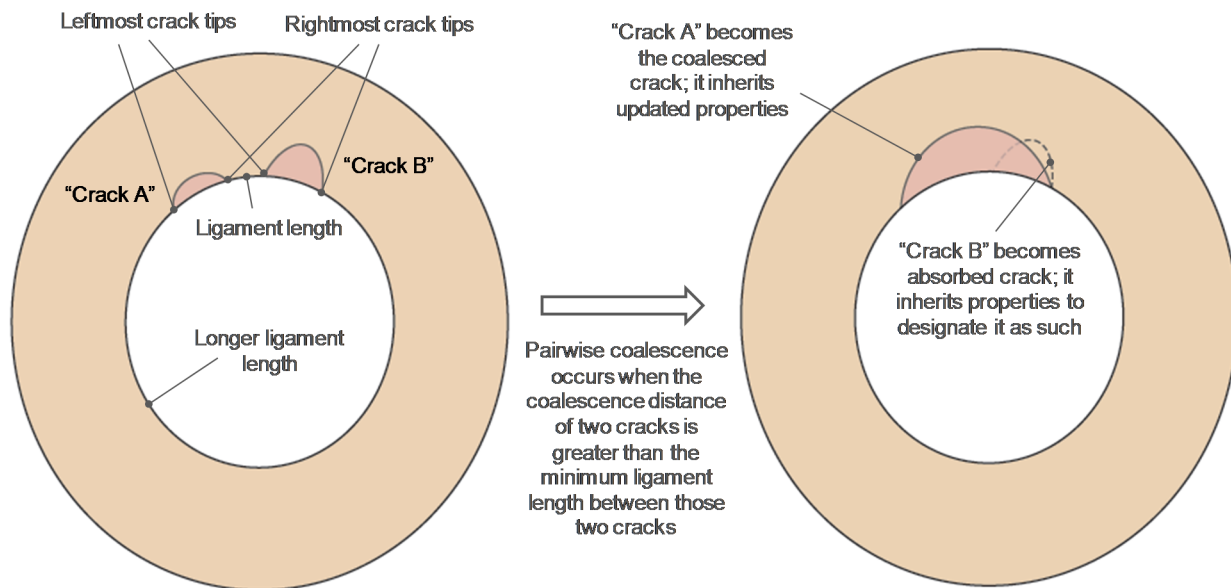 Leftmost crack tips
Rightmost crack tips
“Crack A”
“Crack B”
Ligament length
Longer ligament
length
Pairwise coalescence
occurs when the
coalescence distance
of two cracks is
greater than the
minimum ligament
length between those
two cracks
“Crack A” becomes
the coalesced
crack; it inherits
updated properties
“Crack B” becomes
absorbed crack; it
inherits properties to
designate it as such